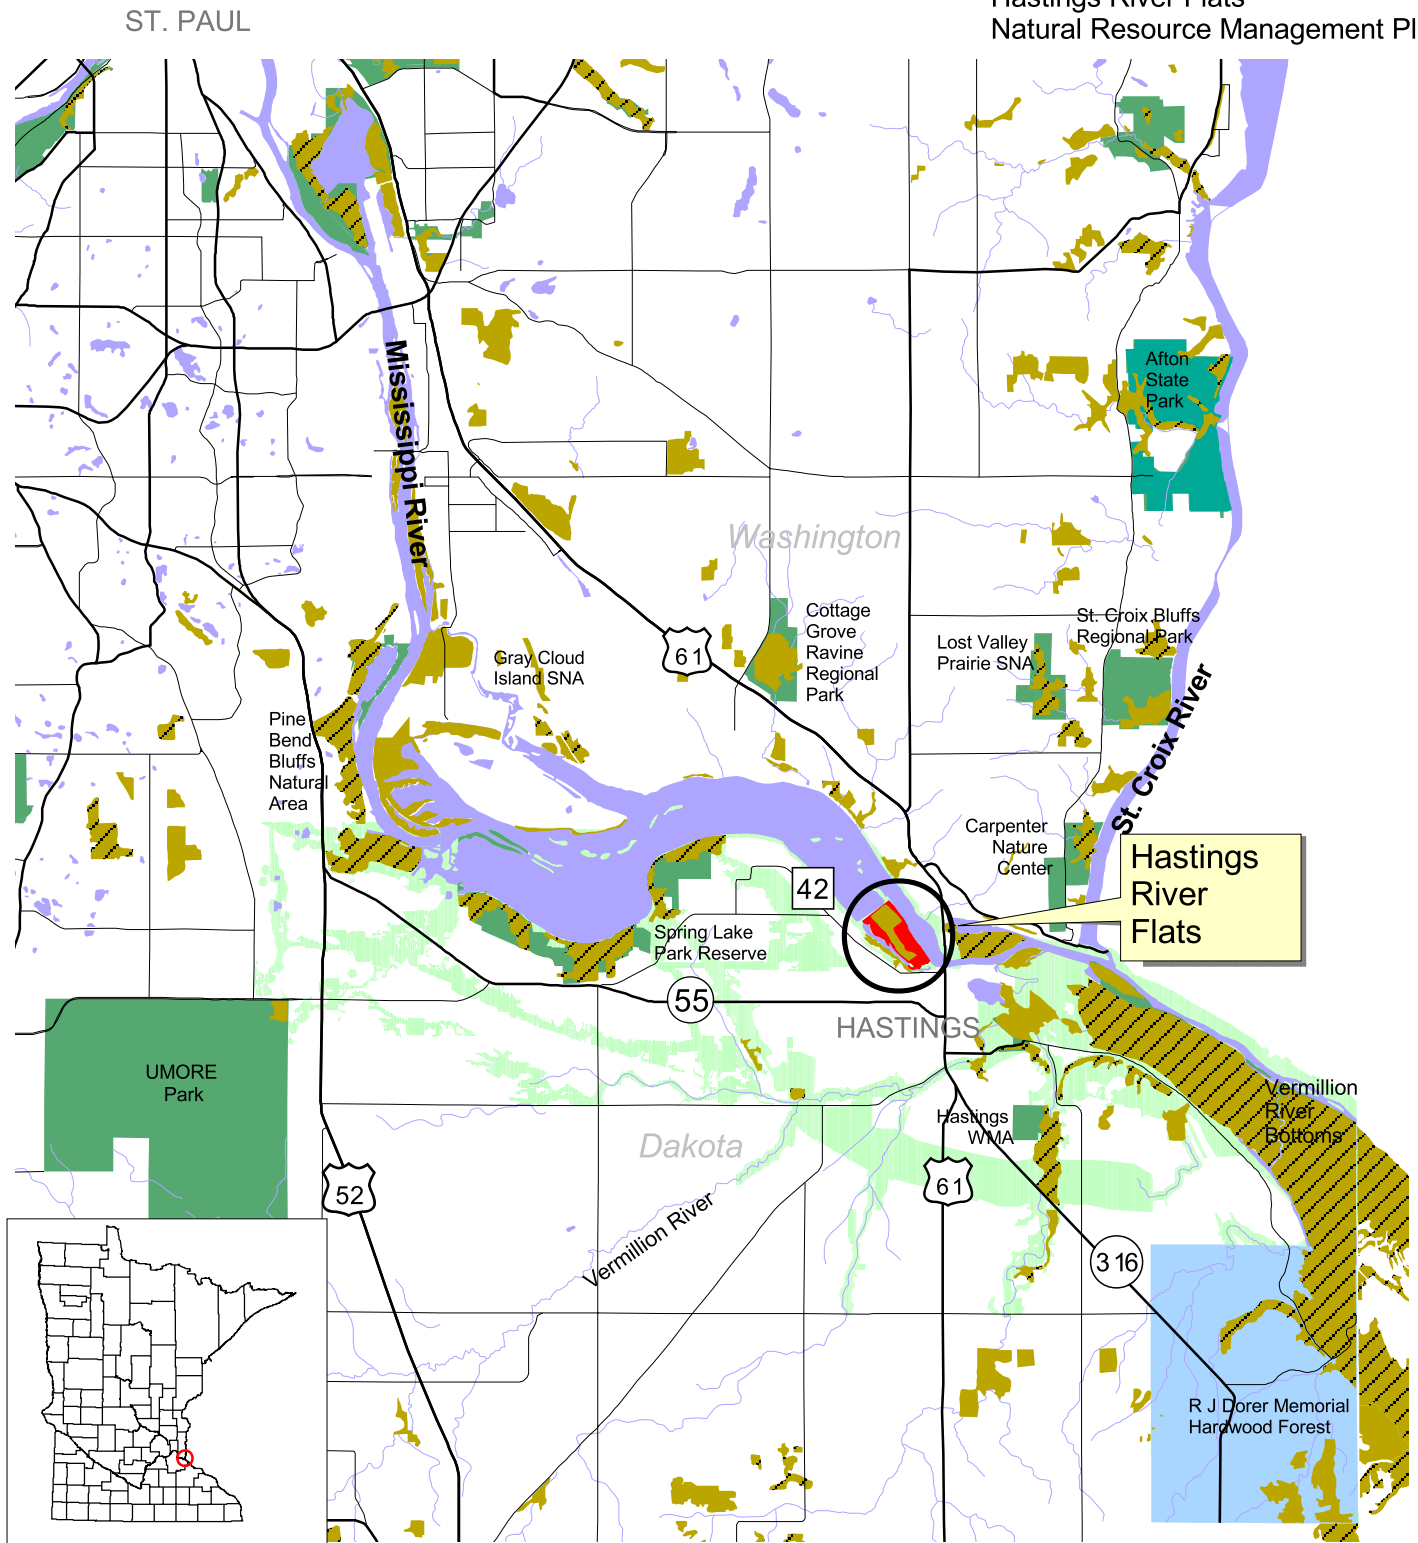 Hastings River Flats
Natural Resource Management Pl
ST. PAUL
Mississippi River
Afton
State
Park
Washington
Cottage
Grove
Ravine
Regional
Park
St. Croix Bluffs
Regional Park
Lost Valley
Prairie SNA
61
Gray Cloud
Island SNA
Pine
Bend
Bluffs
Natural
Area
St. Croix River
Carpenter
Nature
Center
Hastings
River
Flats
42
Spring Lake
Park Reserve
55
HASTINGS
UMORE
Park
Vermillion
River
Bottoms
Hastings
WMA
Dakota
52
61
Vermillion River
316
R J Dorer Memorial
Hardwood Forest